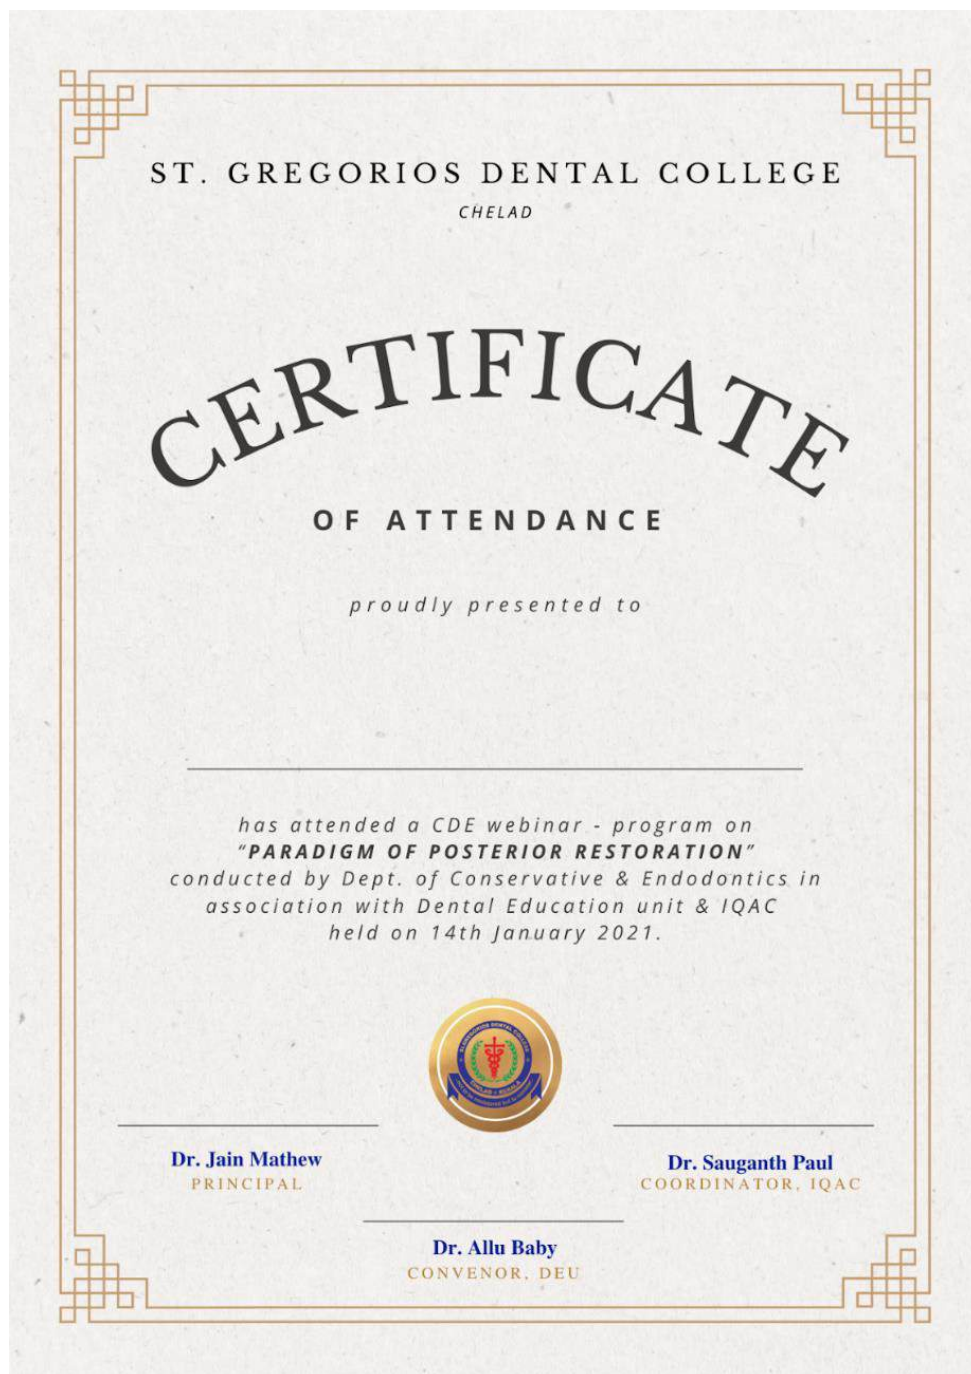 ST. GREGORIOS DENTAL COLLEGE
CHELAD
CERTIFICATE
OF ATTENDANCE
proudly presented to
has attended a CDE webinar - program on
“PARADIGM OF POSTERIOR RESTORATION”
conducted by Dept. of Conservative & Endodontics in
association with Dental Education unit & IQAC
held on 14th January 2021.
Dr. Jain Mathew
PRINCIPAL
Dr. Sauganth Paul
COORDINATOR, IQAC
Dr. Allu Baby
CONVENOR, DEU